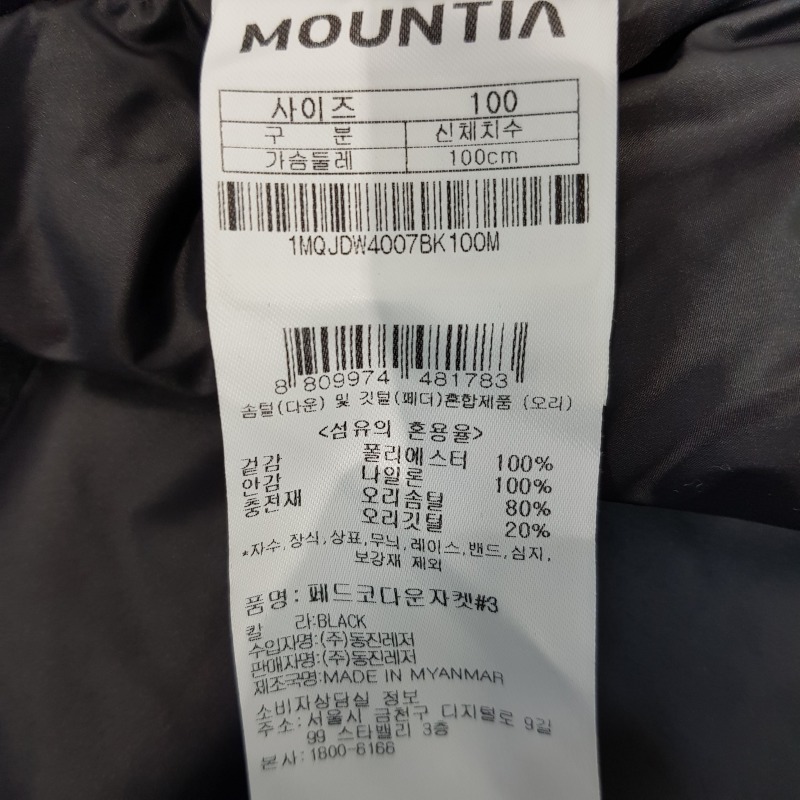 MOUNTIA
사이즈 100
구 분 신체치수
가슴둘레 100cm
1MQJDW4007BK100M
8 809974 481783
솜털(다운) 및 깃털(페더)혼합제품 (오리)
<섬유의 혼용율>
겉감 폴리에스터 100%
안감 나일론 100%
충전재 오리솜털 80%
오리깃털 20%
*자수,장식,상표,무늬,레이스,밴드,심지,
보강재 제외
품명: 페드코다운자켓#3
칼 라:BLACK
수입자명:(주)동진레저
판매자명:(주)동진레저
제조국명:MADE IN MYANMAR
소비자상담실 정보
주소:서울시 금천구 디지털로 9길
99 스타밸리 3층
본사:1800-6166